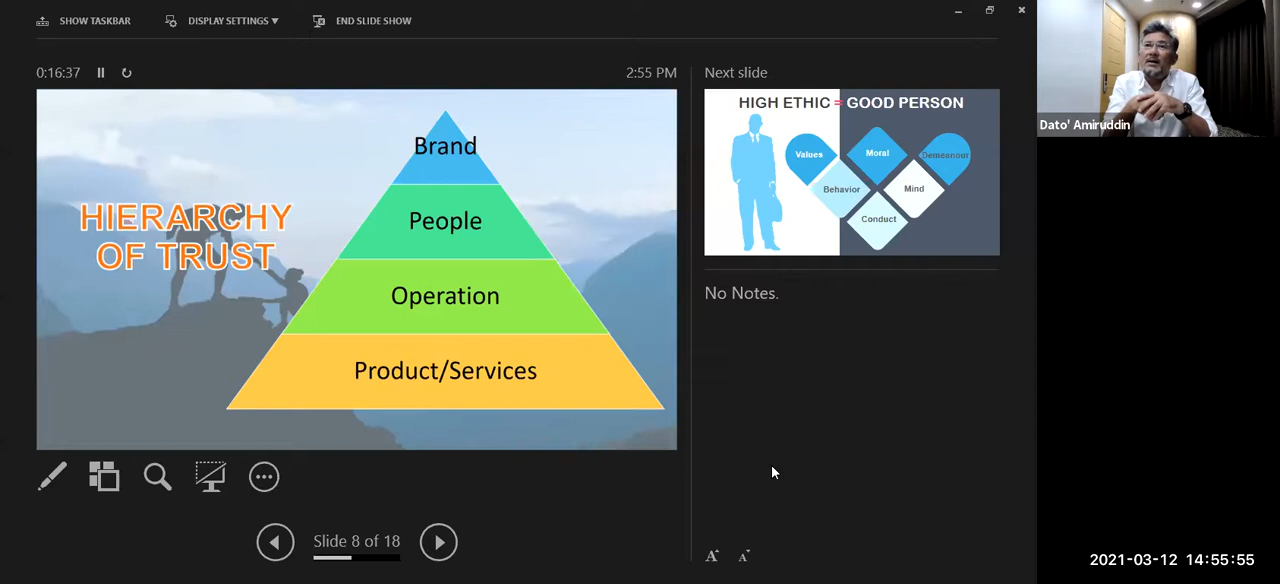 SHOW TASKBAR
DISPLAY SETTINGS ▼
END SLIDE SHOW
0:16:37
2:55 PM
Next slide
HIERARCHY
OF TRUST
Brand
People
Operation
Product/Services
HIGH ETHIC = GOOD PERSON
Values
Moral
Demeanour
Behavior
Mind
Conduct
No Notes.
Slide 8 of 18
A A
Dato' Amiruddin
2021-03-12 14:55:55